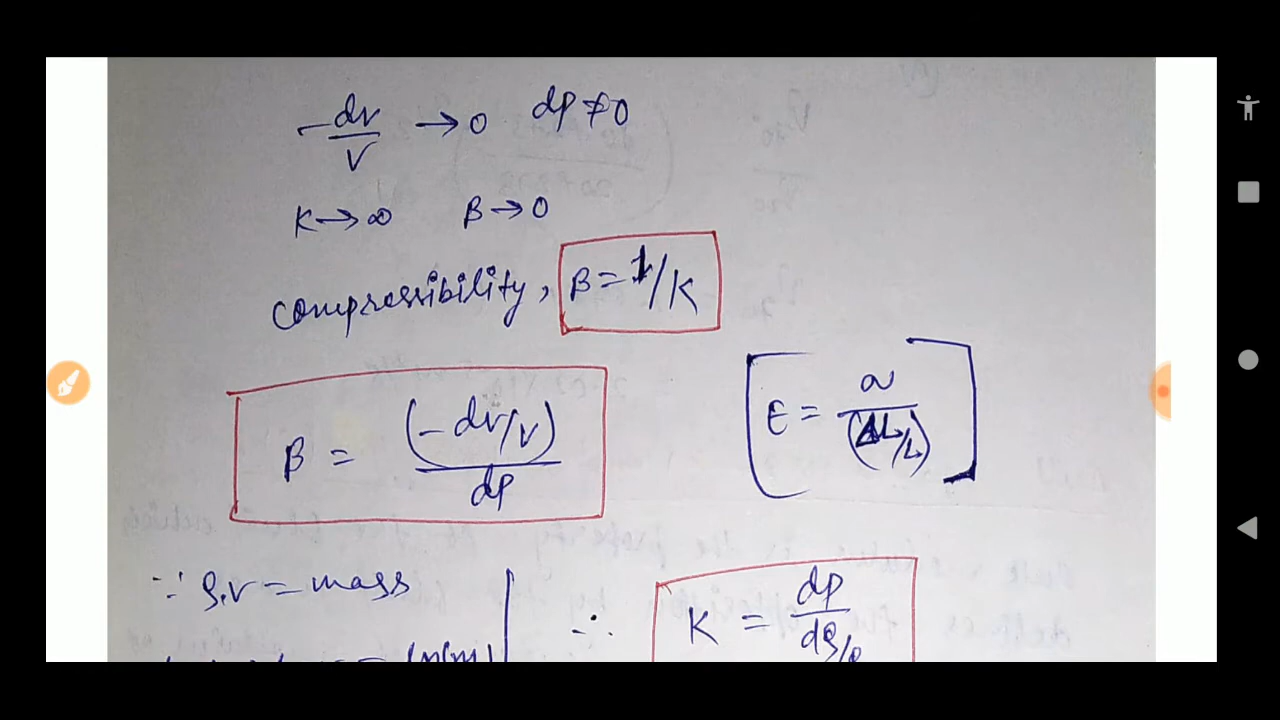 -dv/v → 0 dp ≠ 0
K → ∞ β → 0
compressibility, β = 1/K
β = (-dv/v)/dp
E = σ/(ΔL/L)
∵ ρ.v = mass
∴ K = dp/dρ/ρ